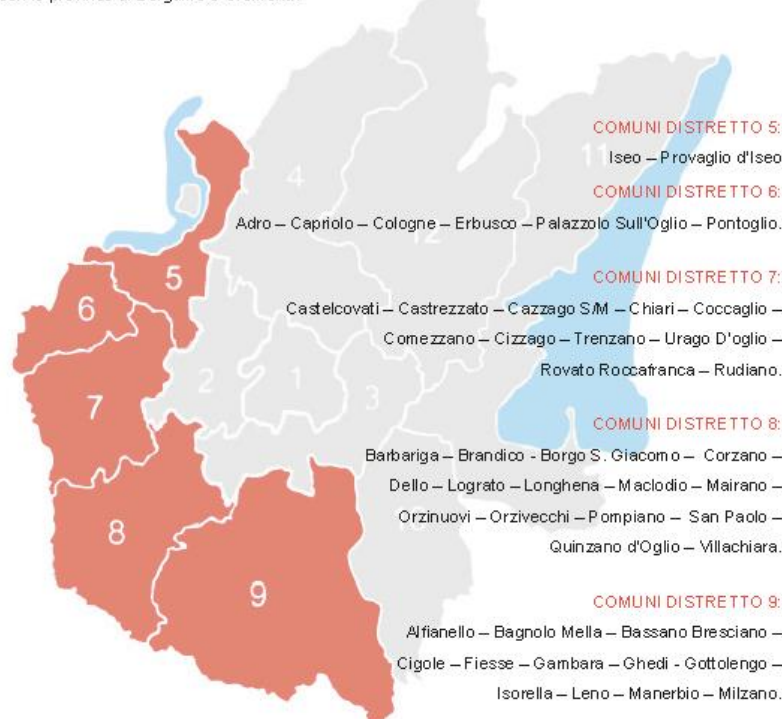 COMUNI DISTRETTO 5:
Iseo – Provaglio d'Iseo
COMUNI DISTRETTO 6:
Adro – Capriolo – Cologne – Erbusco – Palazzolo Sull'Oglio – Pontoglio.
COMUNI DISTRETTO 7:
Castelcovati – Castrezzato – Cazzago S/M – Chiari – Coccaglio –
Comezzano – Cizzago – Trenzano – Urago D'oglio –
Rovato Roccafranca – Rudiano.
COMUNI DISTRETTO 8:
Barbariga – Brandico - Borgo S. Giacomo – Corzano –
Dello – Lograto – Longhena – Maclodio – Mairano –
Orzinuovi – Orzivecchi – Pompiano – San Paolo –
Quinzano d'Oglio – Villachiara.
COMUNI DISTRETTO 9:
Alfianello – Bagnolo Mella – Bassano Bresciano –
Cigole – Fiesse – Gambara – Ghedi - Gottolengo –
Isorella – Leno – Manerbio – Milzano.
11
4
12
5
6
2
1
3
7
8
9